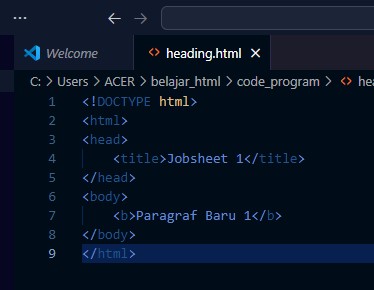 Welcome
heading.html
C: > Users > ACER > belajar_html > code_program > hea
1 <!DOCTYPE html>
2 <html>
3 <head>
4 <title>Jobsheet 1</title>
5 </head>
6 <body>
7 <b>Paragraf Baru 1</b>
8 </body>
9 </html>